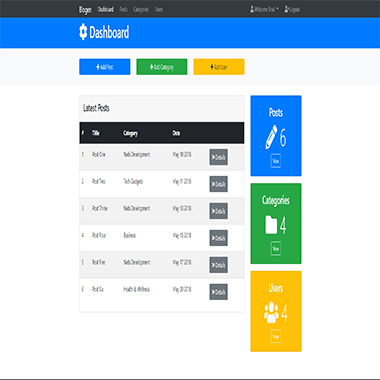 Blogen Dashboard Posts Categories Users Welcome Brad Logout
Dashboard
Add Post Add Category Add User
Latest Posts
# Title Category Date
1 Post One Web Development May 10 2018 Details
2 Post Two Tech Gadgets May 11 2018 Details
3 Post Three Web Development May 13 2018 Details
4 Post Four Business May 15 2018 Details
5 Post Five Web Development May 17 2018 Details
6 Post Six Health & Wellness May 20 2018 Details
Posts
6
View
Categories
4
View
Users
4
View